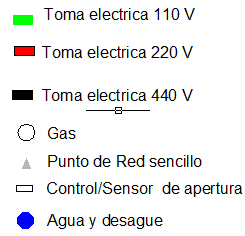 Toma electrica 110 V
Toma electrica 220 V
Toma electrica 440 V
Gas
Punto de Red sencillo
Control/Sensor de apertura
Agua y desague